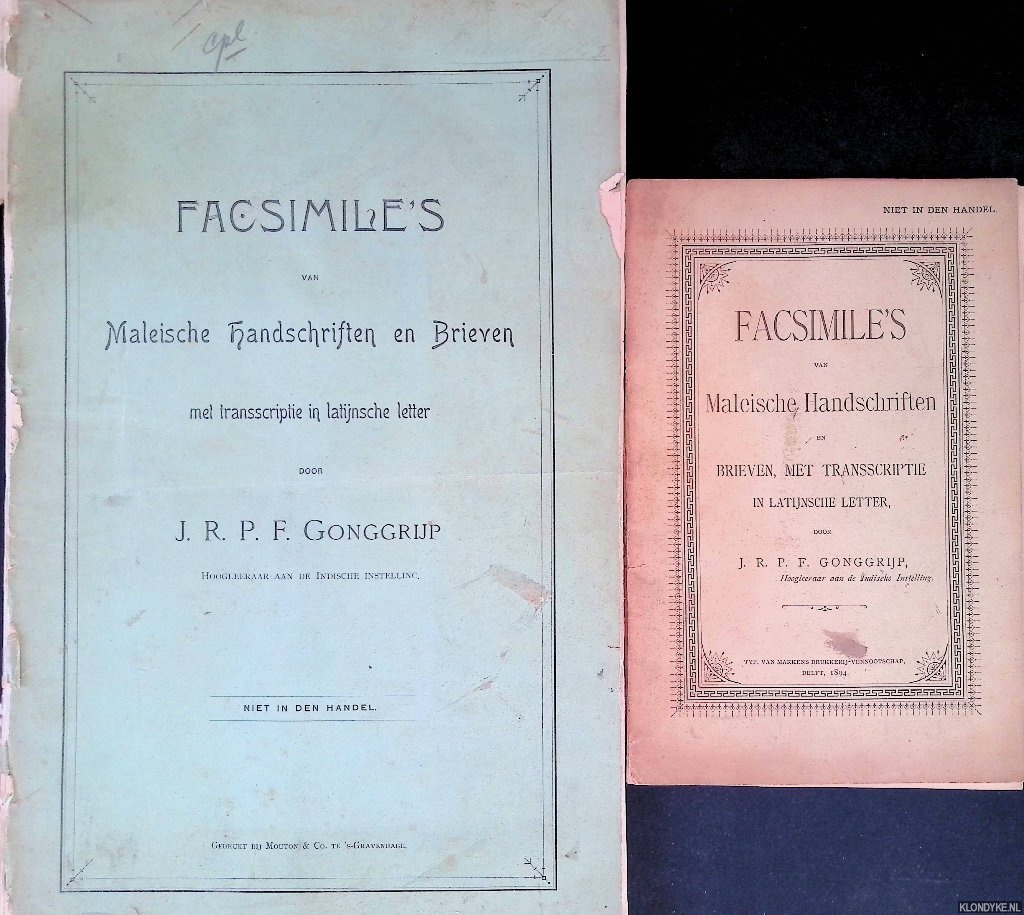 cpl
FACSIMILE'S
VAN
Maleische Handschriften en Brieven
met transscriptie in latijnsche letter
DOOR
J. R. P. F. GONGGRIJP
HOOGLEERAAR AAN DE INDISCHE INSTELLING.
NIET IN DEN HANDEL.
GEDRUKT BIJ MOUTON & CO. TE 'S-GRAVENHAGE.
NIET IN DEN HANDEL.
FACSIMILE'S
VAN
Maleische Handschriften
EN
BRIEVEN, MET TRANSSCRIPTIE
IN LATIJNSCHE LETTER,
DOOR
J. R. P. F. GONGGRIJP,
Hoogleeraar aan de Indische Instelling.
TYP. VAN MARKENS DRUKKERIJ-VENNOOTSCHAP,
DELFT, 1894.
KLONDYKE.NL